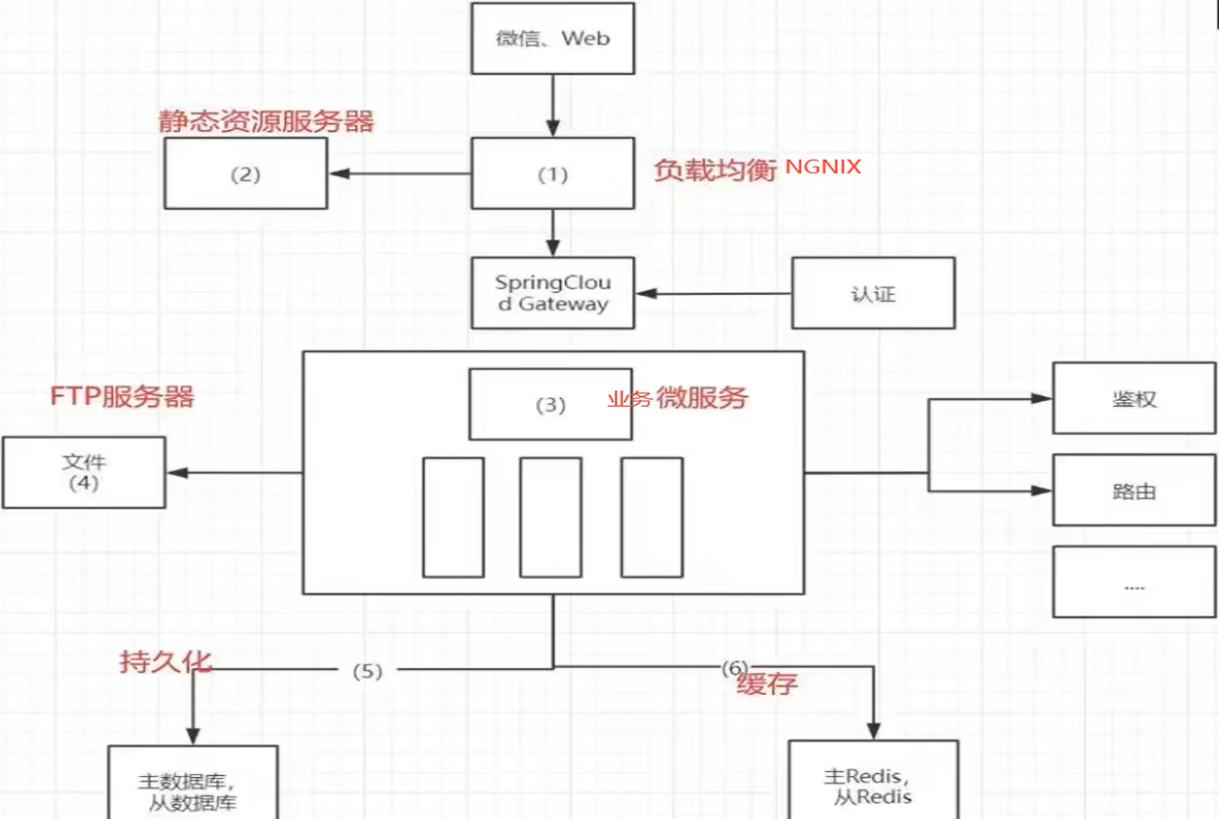 微信、Web
静态资源服务器
(2)
(1)
负载均衡 NGNIX
SpringClou
d Gateway
认证
FTP服务器
文件
(4)
(3)
业务 微服务
鉴权
路由
....
持久化
(5)
(6)
缓存
主数据库，
从数据库
主Redis，
从Redis